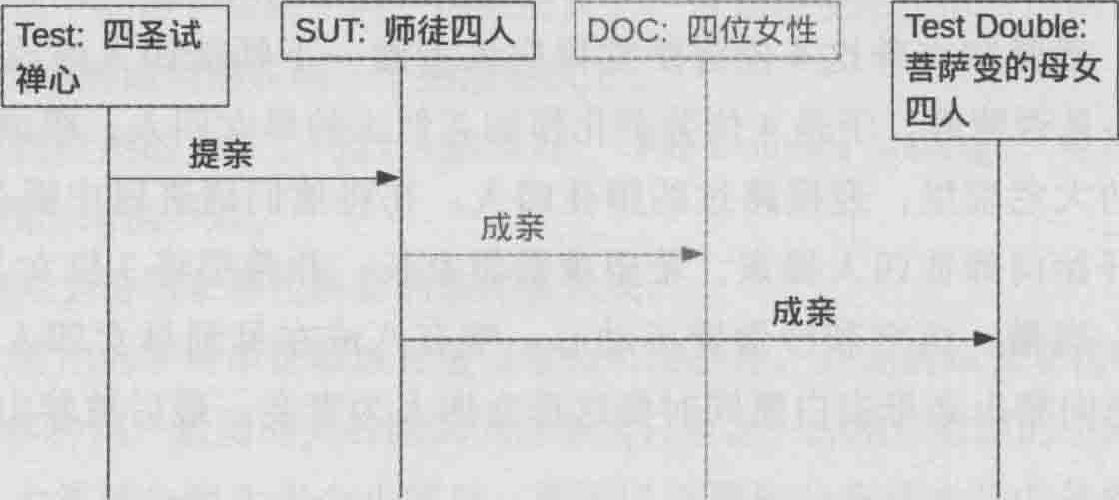 Test: 四圣试
禅心
SUT: 师徒四人
DOC: 四位女性
Test Double:
菩萨变的母女
四人
提亲
成亲
成亲